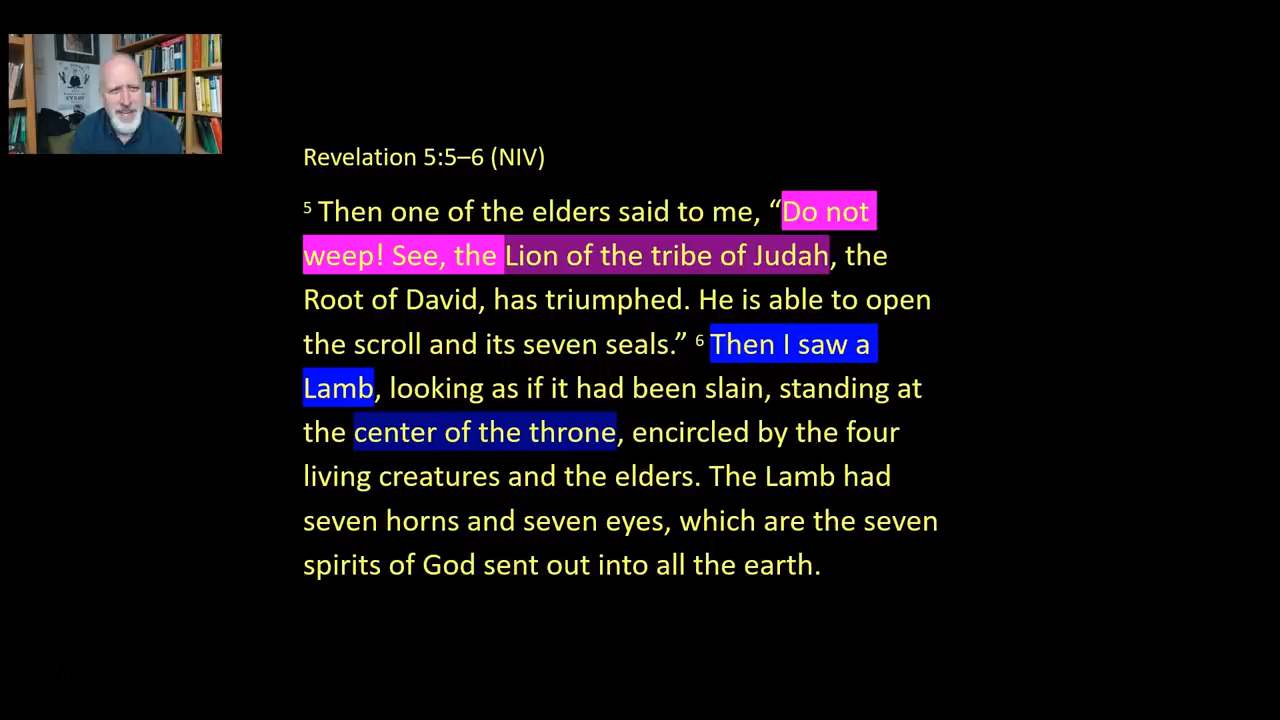 Revelation 5:5–6 (NIV)
⁵ Then one of the elders said to me, “Do not
weep! See, the Lion of the tribe of Judah, the
Root of David, has triumphed. He is able to open
the scroll and its seven seals.” ⁶ Then I saw a
Lamb, looking as if it had been slain, standing at
the center of the throne, encircled by the four
living creatures and the elders. The Lamb had
seven horns and seven eyes, which are the seven
spirits of God sent out into all the earth.